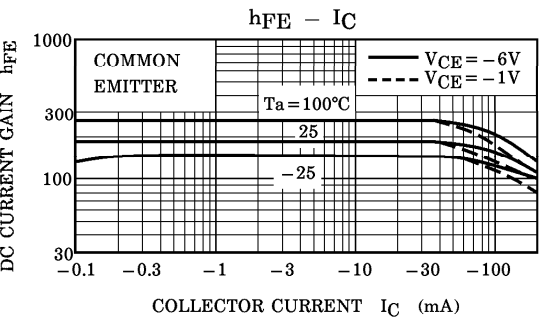 hFE – IC
1000
COMMON
EMITTER
VCE = −6V
VCE = −1V
300
Ta = 100°C
25
−25
100
30
DC CURRENT GAIN hFE
−0.1 −0.3 −1 −3 −10 −30 −100
COLLECTOR CURRENT IC (mA)